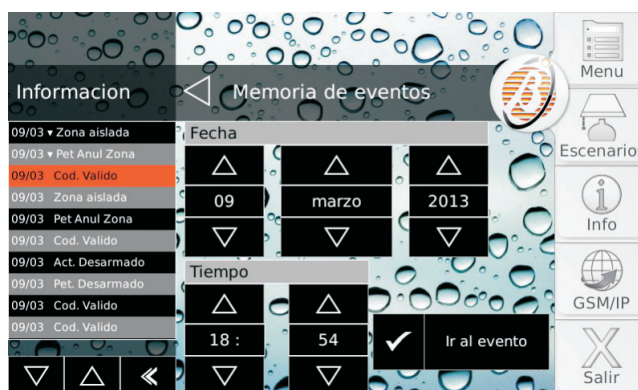 Informacion
Memoria de eventos
09/03 ▾ Zona aislada
09/03 ▾ Pet Anul Zona
09/03 Cod. Valido
09/03 Zona aislada
09/03 Pet Anul Zona
09/03 Cod. Valido
09/03 Act. Desarmado
09/03 Pet. Desarmado
09/03 Cod. Valido
09/03 Cod. Valido
Fecha
09 marzo 2013
Tiempo
18 : 54
Ir al evento
Menu
Escenario
Info
GSM/IP
Salir